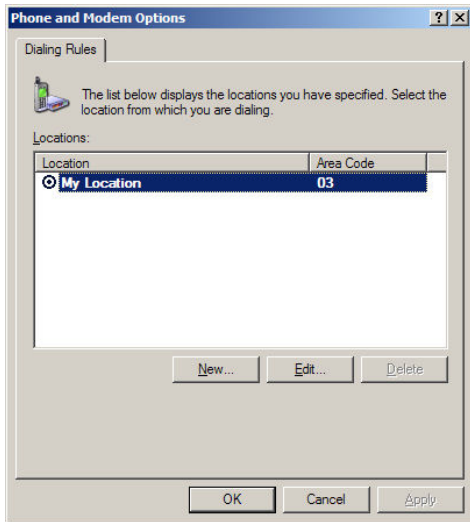 Phone and Modem Options
Dialing Rules
The list below displays the locations you have specified. Select the
location from which you are dialing.
Locations:
Location Area Code
My Location 03
New... Edit... Delete
OK Cancel Apply